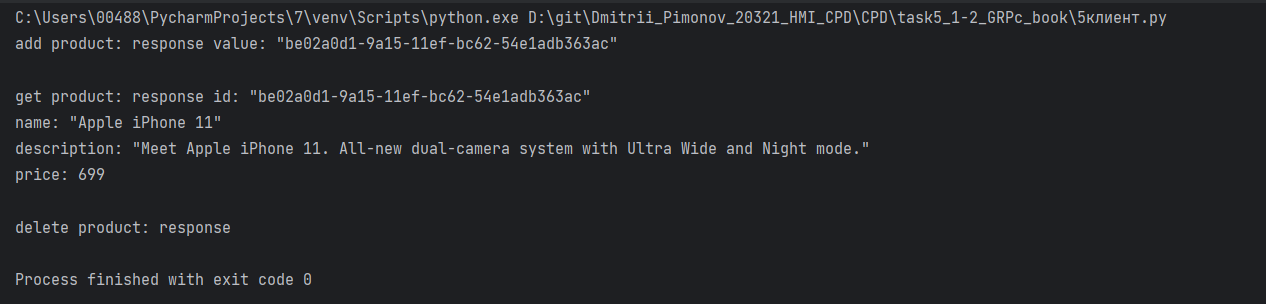 C:\Users\00488\PycharmProjects\7\venv\Scripts\python.exe D:\git\Dmitrii_Pimonov_20321_HMI_CPD\CPD\task5_1-2_GRPc_book\5клиент.py
add product: response value: "be02a0d1-9a15-11ef-bc62-54e1adb363ac"
get product: response id: "be02a0d1-9a15-11ef-bc62-54e1adb363ac"
name: "Apple iPhone 11"
description: "Meet Apple iPhone 11. All-new dual-camera system with Ultra Wide and Night mode."
price: 699
delete product: response
Process finished with exit code 0